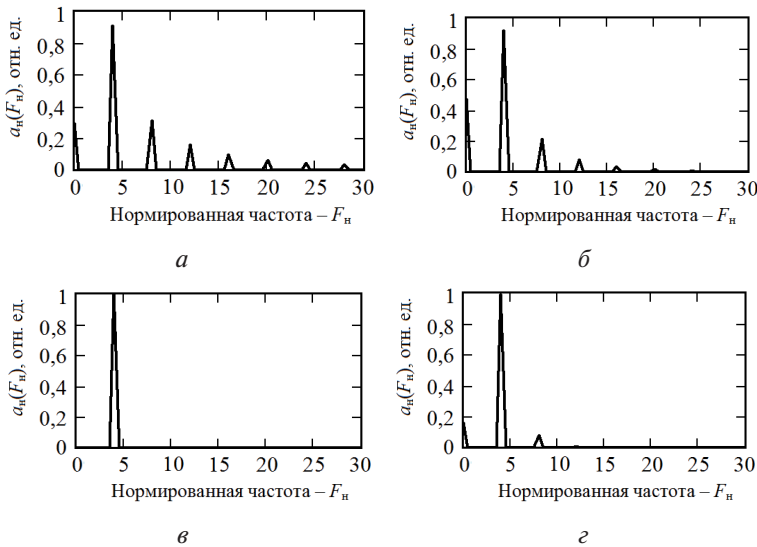 1
0,8
0,6
0,4
0,2
0
aн(Fн), отн. ед.
0 5 10 15 20 25 30
Нормированная частота – Fн
а
1
0,8
0,6
0,4
0,2
0
aн(Fн), отн. ед.
0 5 10 15 20 25 30
Нормированная частота – Fн
б
1
0,8
0,6
0,4
0,2
0
aн(Fн), отн. ед.
0 5 10 15 20 25 30
Нормированная частота – Fн
в
1
0,8
0,6
0,4
0,2
0
aн(Fн), отн. ед.
0 5 10 15 20 25 30
Нормированная частота – Fн
г